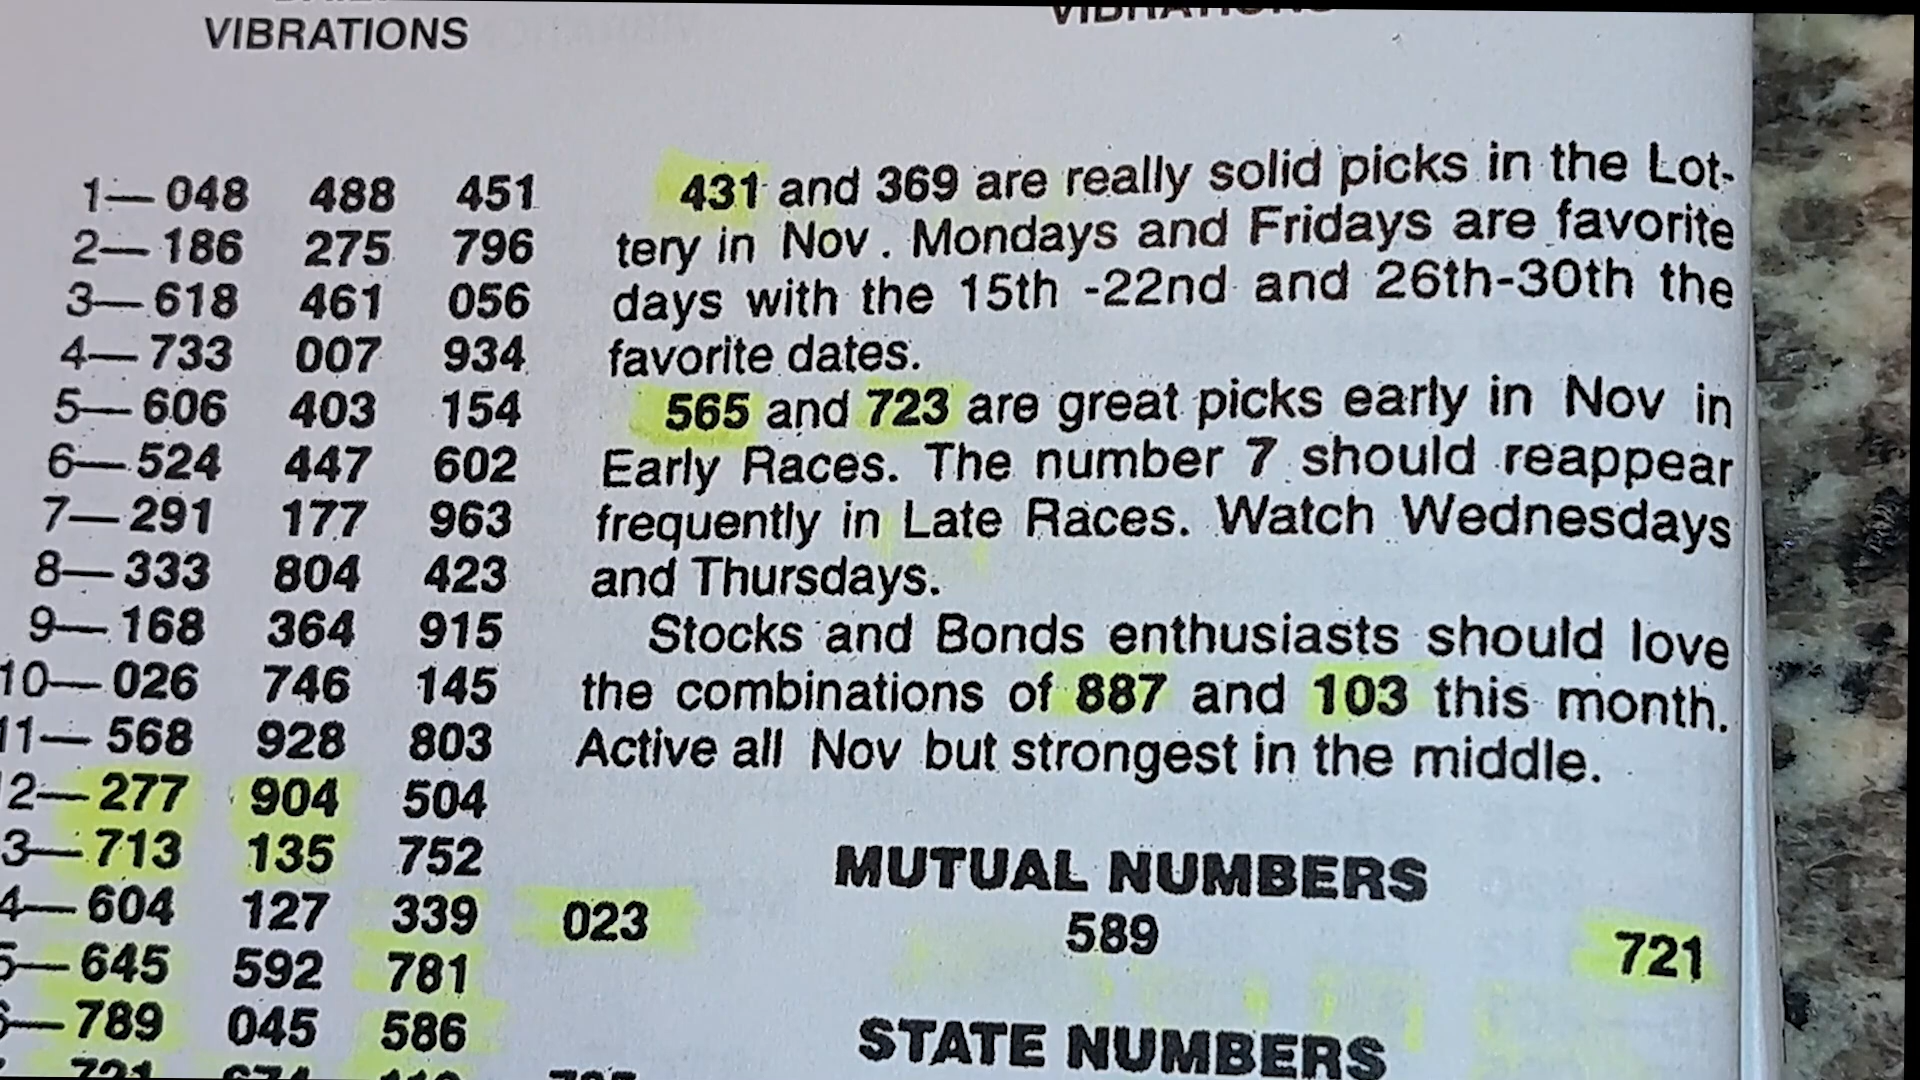 VIBRATIONS
VIBRATIONS
1—048 488 451
2—186 275 796
3—618 461 056
4—733 007 934
5—606 403 154
6—524 447 602
7—291 177 963
8—333 804 423
9—168 364 915
10—026 746 145
11—568 928 803
2—277 904 504
3—713 135 752
4—604 127 339
5—645 592 781
—789 045 586
431 and 369 are really solid picks in the Lot-
tery in Nov. Mondays and Fridays are favorite
days with the 15th -22nd and 26th-30th the
favorite dates.
565 and 723 are great picks early in Nov in
Early Races. The number 7 should reappear
frequently in Late Races. Watch Wednesdays
and Thursdays.
Stocks and Bonds enthusiasts should love
the combinations of 887 and 103 this month.
Active all Nov but strongest in the middle.
MUTUAL NUMBERS
023 589 721
STATE NUMBERS